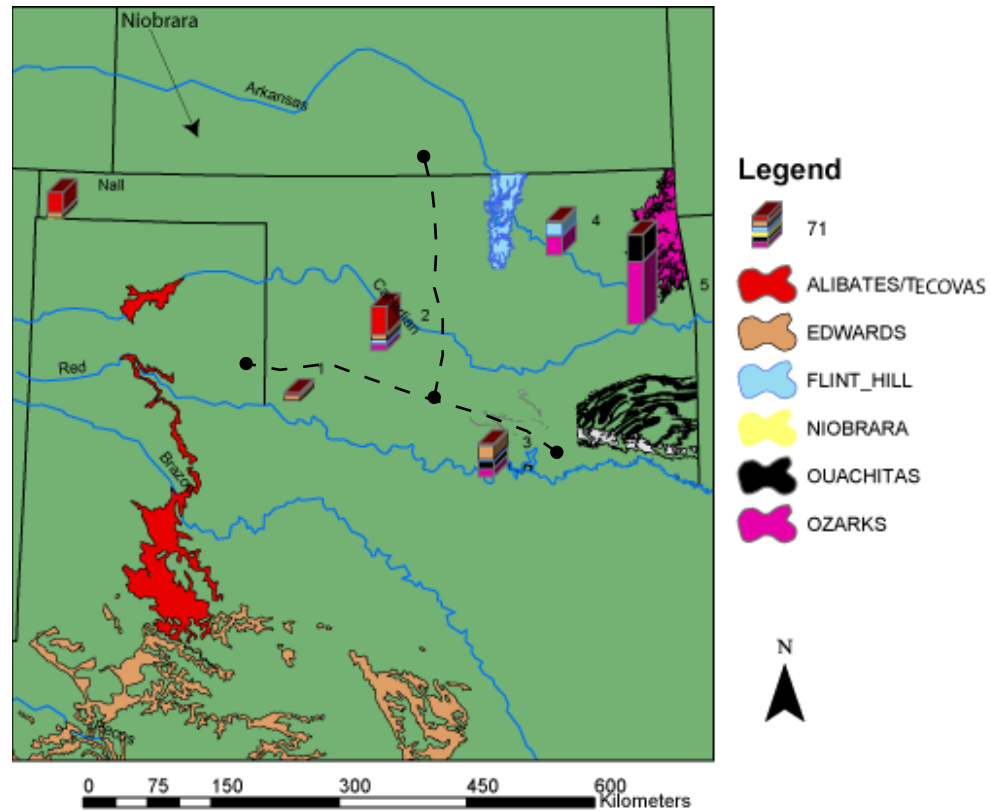 Niobrara
Arkansas
Nall
4
5
Canadian
2
Red
1
3
Brazos
Pecos
Legend
71
ALIBATES/TECOVAS
EDWARDS
FLINT_HILL
NIOBRARA
OUACHITAS
OZARKS
N
0 75 150 300 450 600
Kilometers